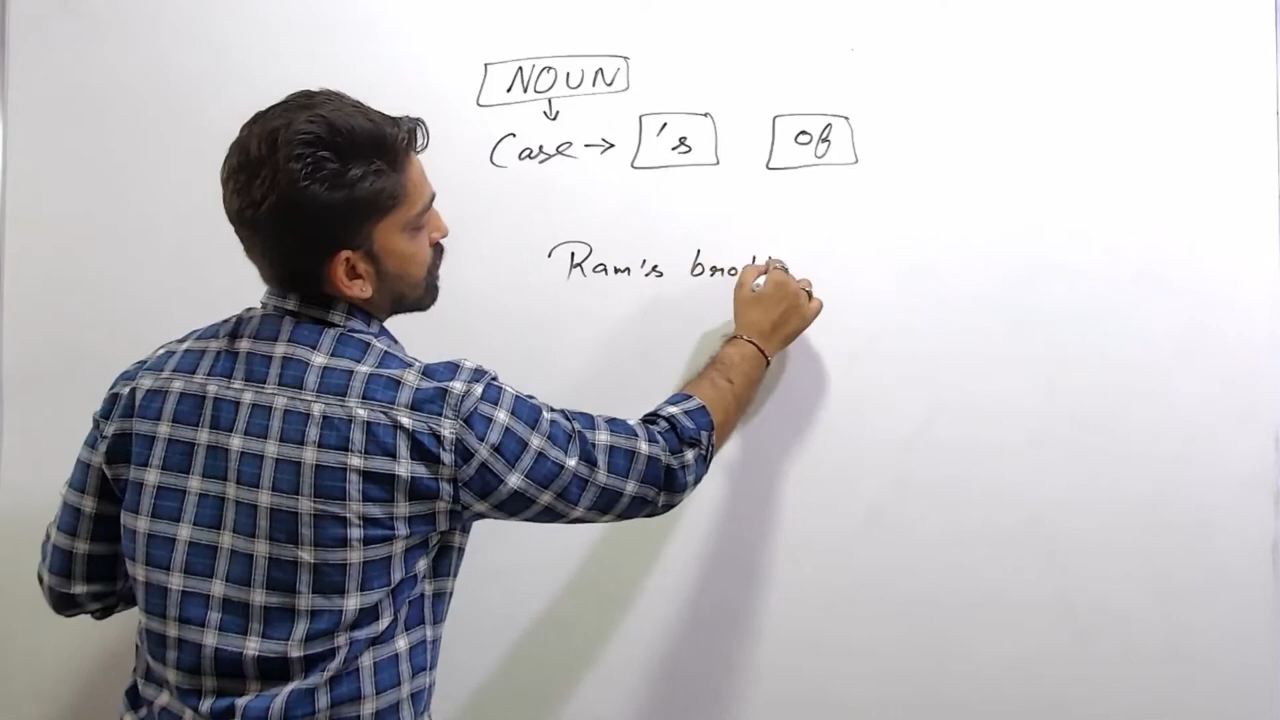 NOUN
Case → 's of
Ram's